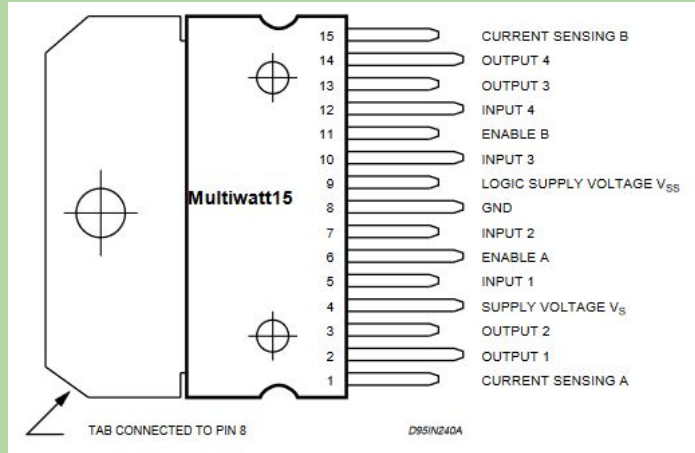 15 CURRENT SENSING B
14 OUTPUT 4
13 OUTPUT 3
12 INPUT 4
11 ENABLE B
10 INPUT 3
9 LOGIC SUPPLY VOLTAGE VSS
Multiwatt15
8 GND
7 INPUT 2
6 ENABLE A
5 INPUT 1
4 SUPPLY VOLTAGE VS
3 OUTPUT 2
2 OUTPUT 1
1 CURRENT SENSING A
TAB CONNECTED TO PIN 8
D95IN240A